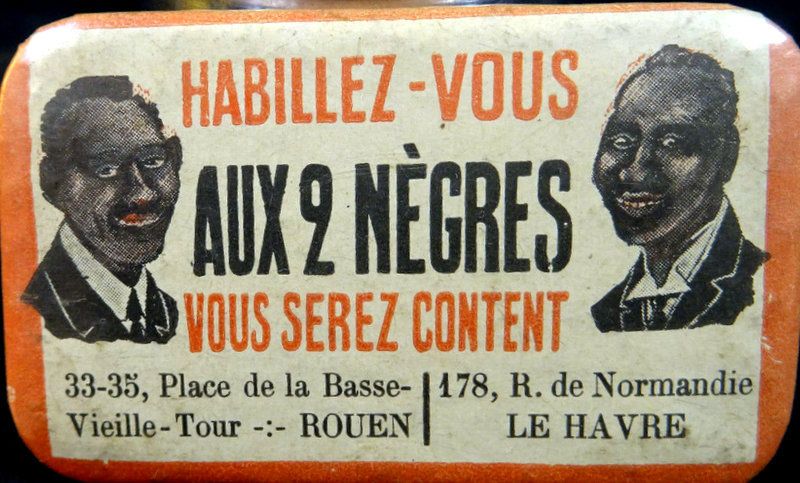 HABILLEZ-VOUS
AUX 2 NÈGRES
VOUS SEREZ CONTENT
33-35, Place de la Basse-
Vieille-Tour -:- ROUEN
178, R. de Normandie
LE HAVRE